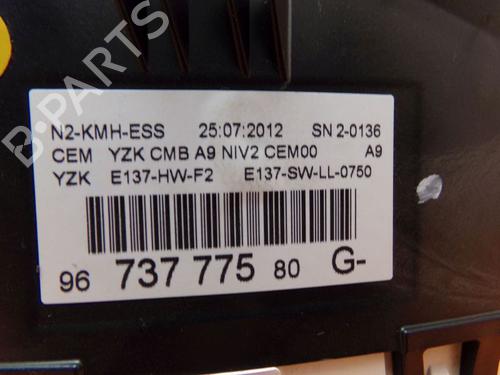 N2-KMH-ESS 25:07:2012 SN 2-0136
CEM YZK CMB A9 NIV2 CEM00 A9
YZK E137-HW-F2 E137-SW-LL-0750
96 737 775 80 G-
B-PARTS